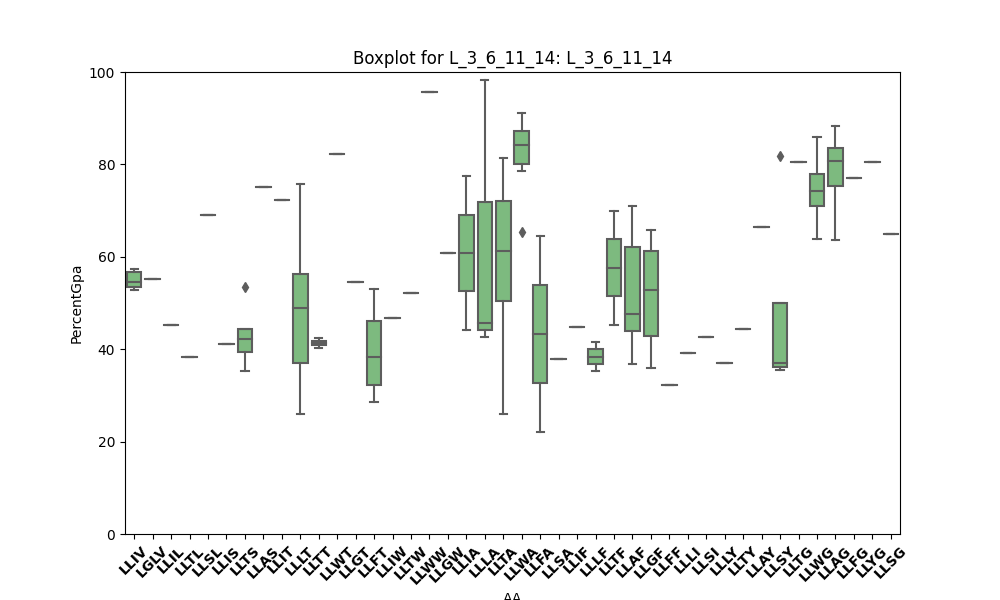 Boxplot for L_3_6_11_14: L_3_6_11_14
PercentGpa
100
80
60
40
20
0
LLIV
LGLV
LLIL
LLTL
LLSL
LLIS
LLTS
LLAS
LLIT
LLLT
LLTT
LLWT
LLGT
LLFT
LLIW
LLTW
LLWW
LLGW
LLIA
LLLA
LLTA
LLWA
LLFA
LLSA
LLIF
LLLF
LLTF
LLAF
LLGF
LLFF
LLLI
LLSI
LLLY
LLTY
LLAY
LLSY
LLTG
LLWG
LLAG
LLFG
LLYG
LLSG
AA